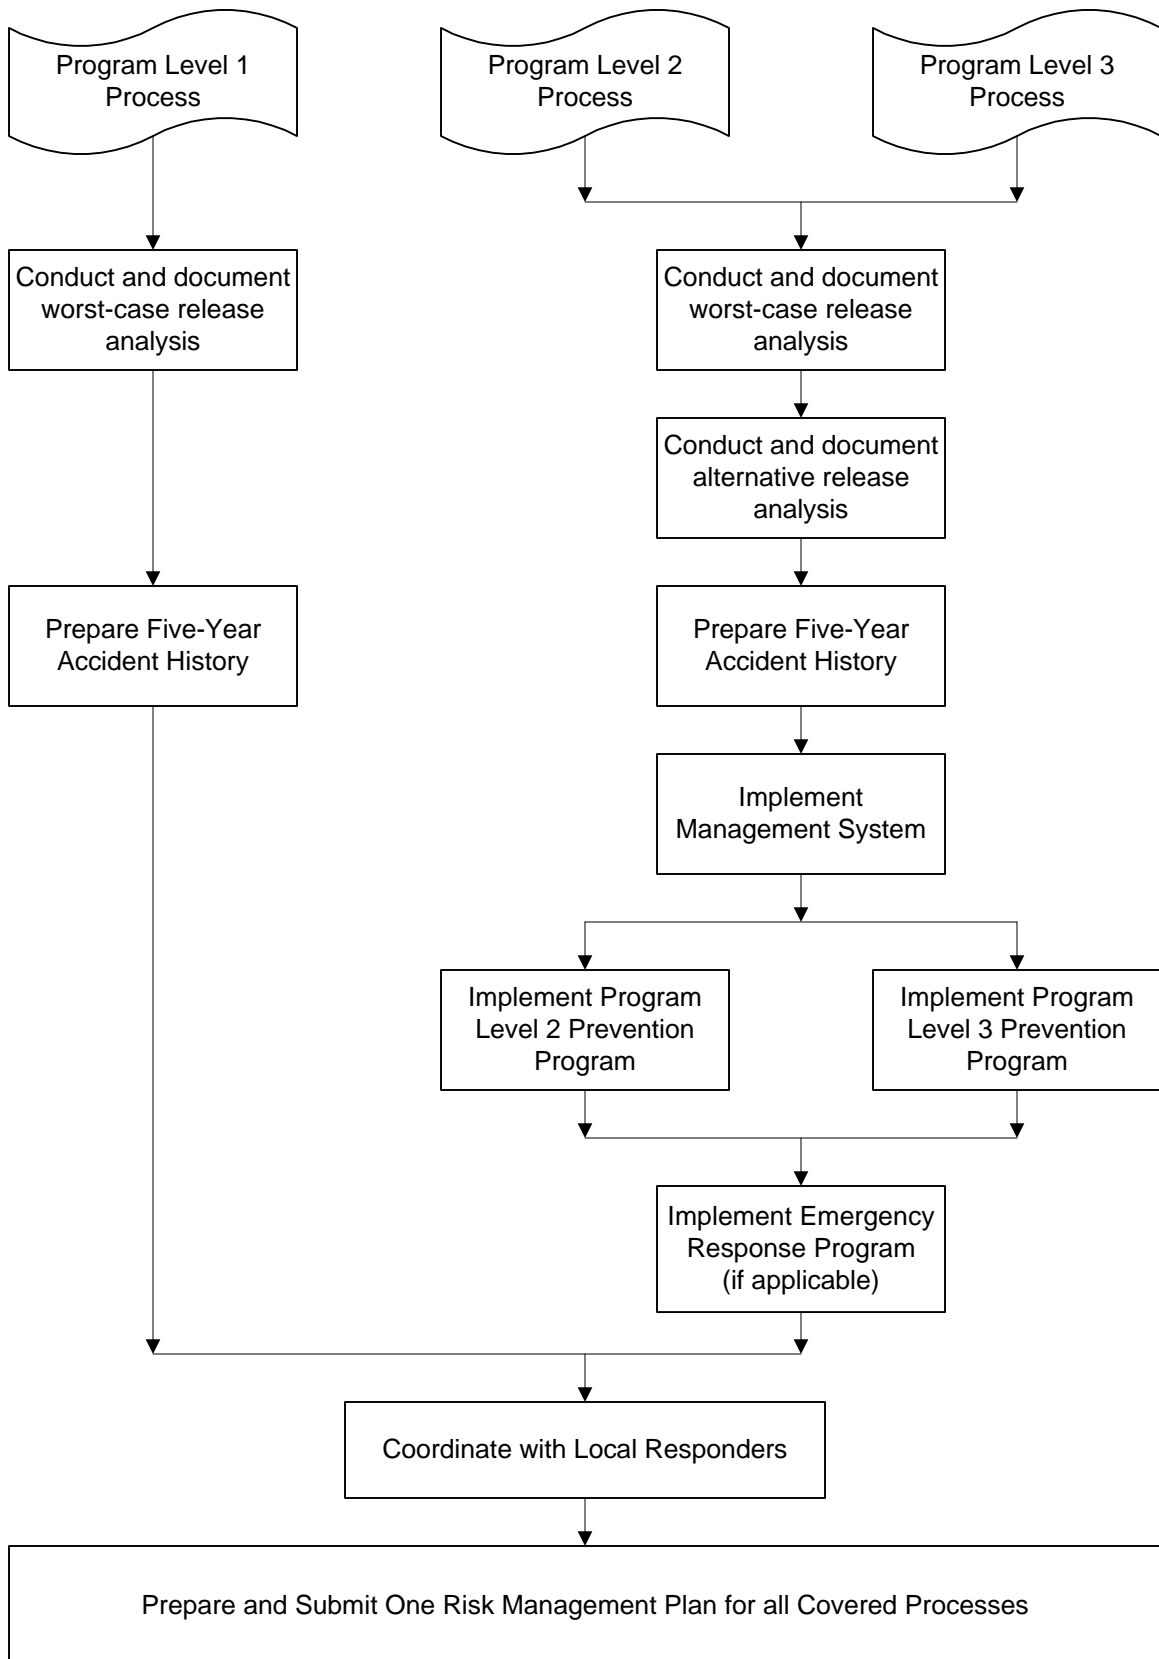 Program Level 1
Process
Program Level 2
Process
Program Level 3
Process
Conduct and document
worst-case release
analysis
Conduct and document
worst-case release
analysis
Conduct and document
alternative release
analysis
Prepare Five-Year
Accident History
Prepare Five-Year
Accident History
Implement
Management System
Implement Program
Level 2 Prevention
Program
Implement Program
Level 3 Prevention
Program
Implement Emergency
Response Program
(if applicable)
Coordinate with Local Responders
Prepare and Submit One Risk Management Plan for all Covered Processes